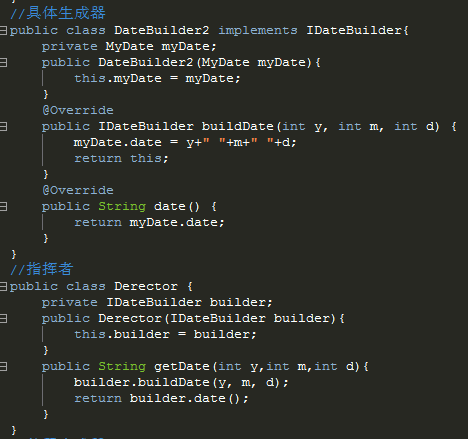 //具体生成器
public class DateBuilder2 implements IDateBuilder{
    private MyDate myDate;
    public DateBuilder2(MyDate myDate){
        this.myDate = myDate;
    }
    @Override
    public IDateBuilder buildDate(int y, int m, int d) {
        myDate.date = y+" "+m+" "+d;
        return this;
    }
    @Override
    public String date() {
        return myDate.date;
    }
}
//指挥者
public class Derector {
    private IDateBuilder builder;
    public Derector(IDateBuilder builder){
        this.builder = builder;
    }
    public String getDate(int y,int m,int d){
        builder.buildDate(y, m, d);
        return builder.date();
    }
}